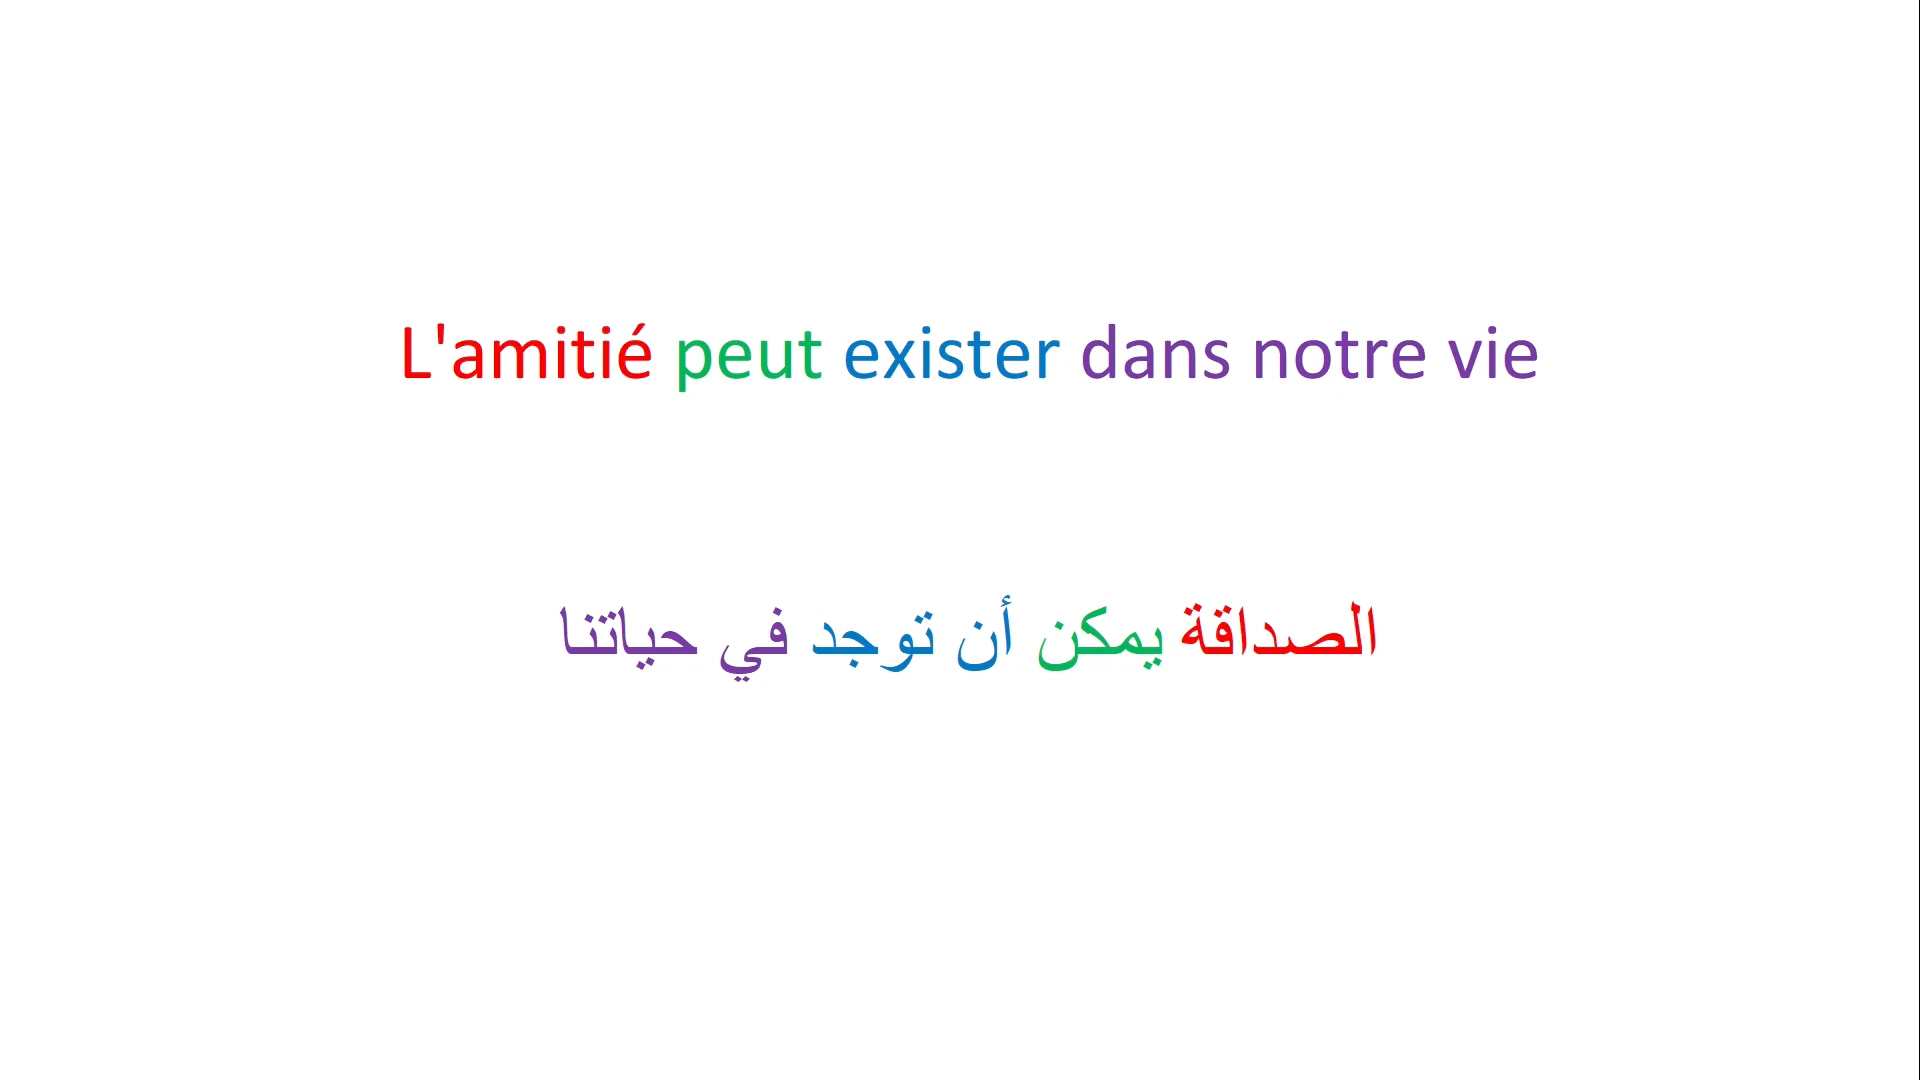 L'amitié peut exister dans notre vie
الصداقة يمكن أن توجد في حياتنا